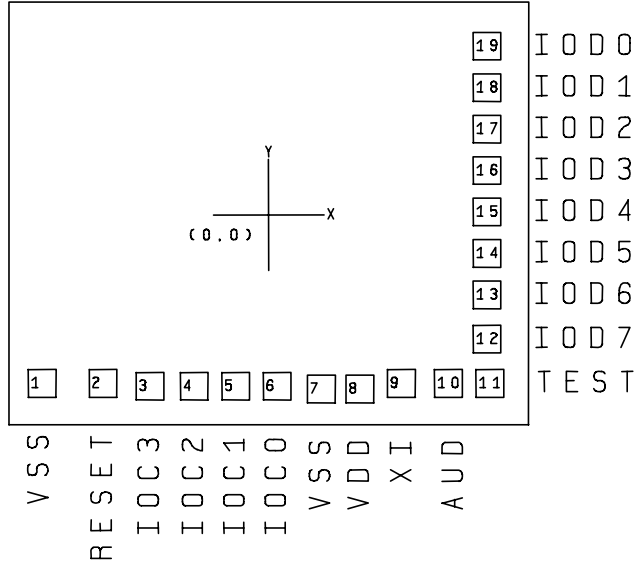 19 IOD0
18 IOD1
17 IOD2
Y
16 IOD3
15 IOD4
X
(0,0)
14 IOD5
13 IOD6
12 IOD7
1 2 3 4 5 6 7 8 9 10 11 TEST
VSS
RESET
IOC3
IOC2
IOC1
IOC0
VSS
VDD
XI
AUD